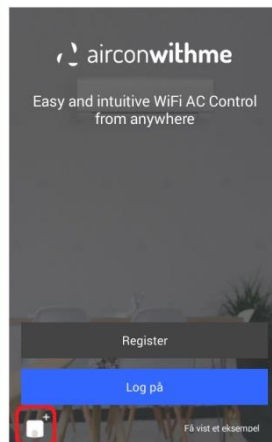 airconwithme
Easy and intuitive WiFi AC Control
from anywhere
Register
Log på
Få vist et eksempel